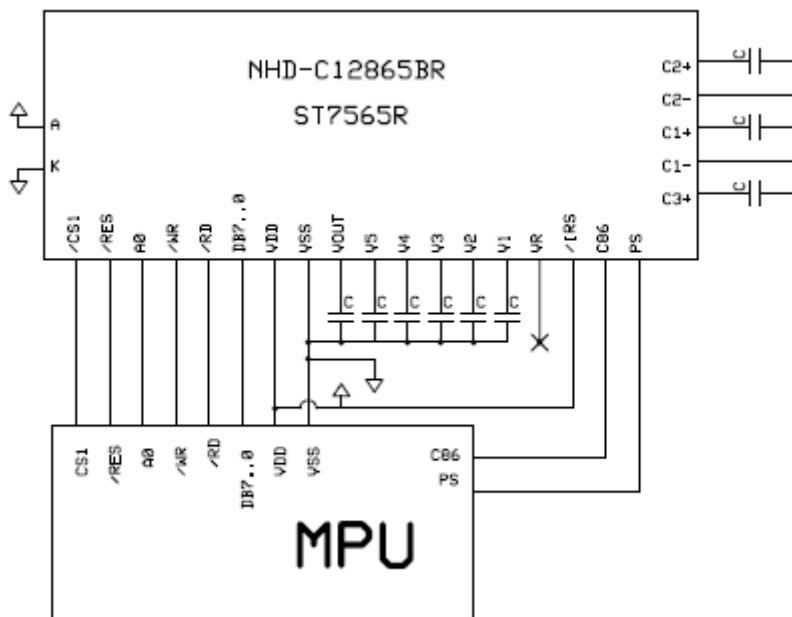 NHD-C12865BR
ST7565R
A
K
C2+
C
C2-
C1+
C
C1-
C3+
C
/CS1
/RES
A0
/WR
/RD
DB7..0
VDD
VSS
VOUT
V5
V4
V3
V2
V1
VR
/IRS
C86
PS
C C C C C C
CS1
/RES
A0
/WR
/RD
DB7..0
VDD
VSS
C86
PS
MPU